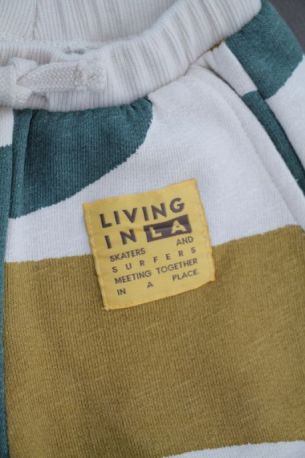 LIVING
IN LA
SKATERS AND
SURFERS
MEETING TOGETHER
IN A PLACE.